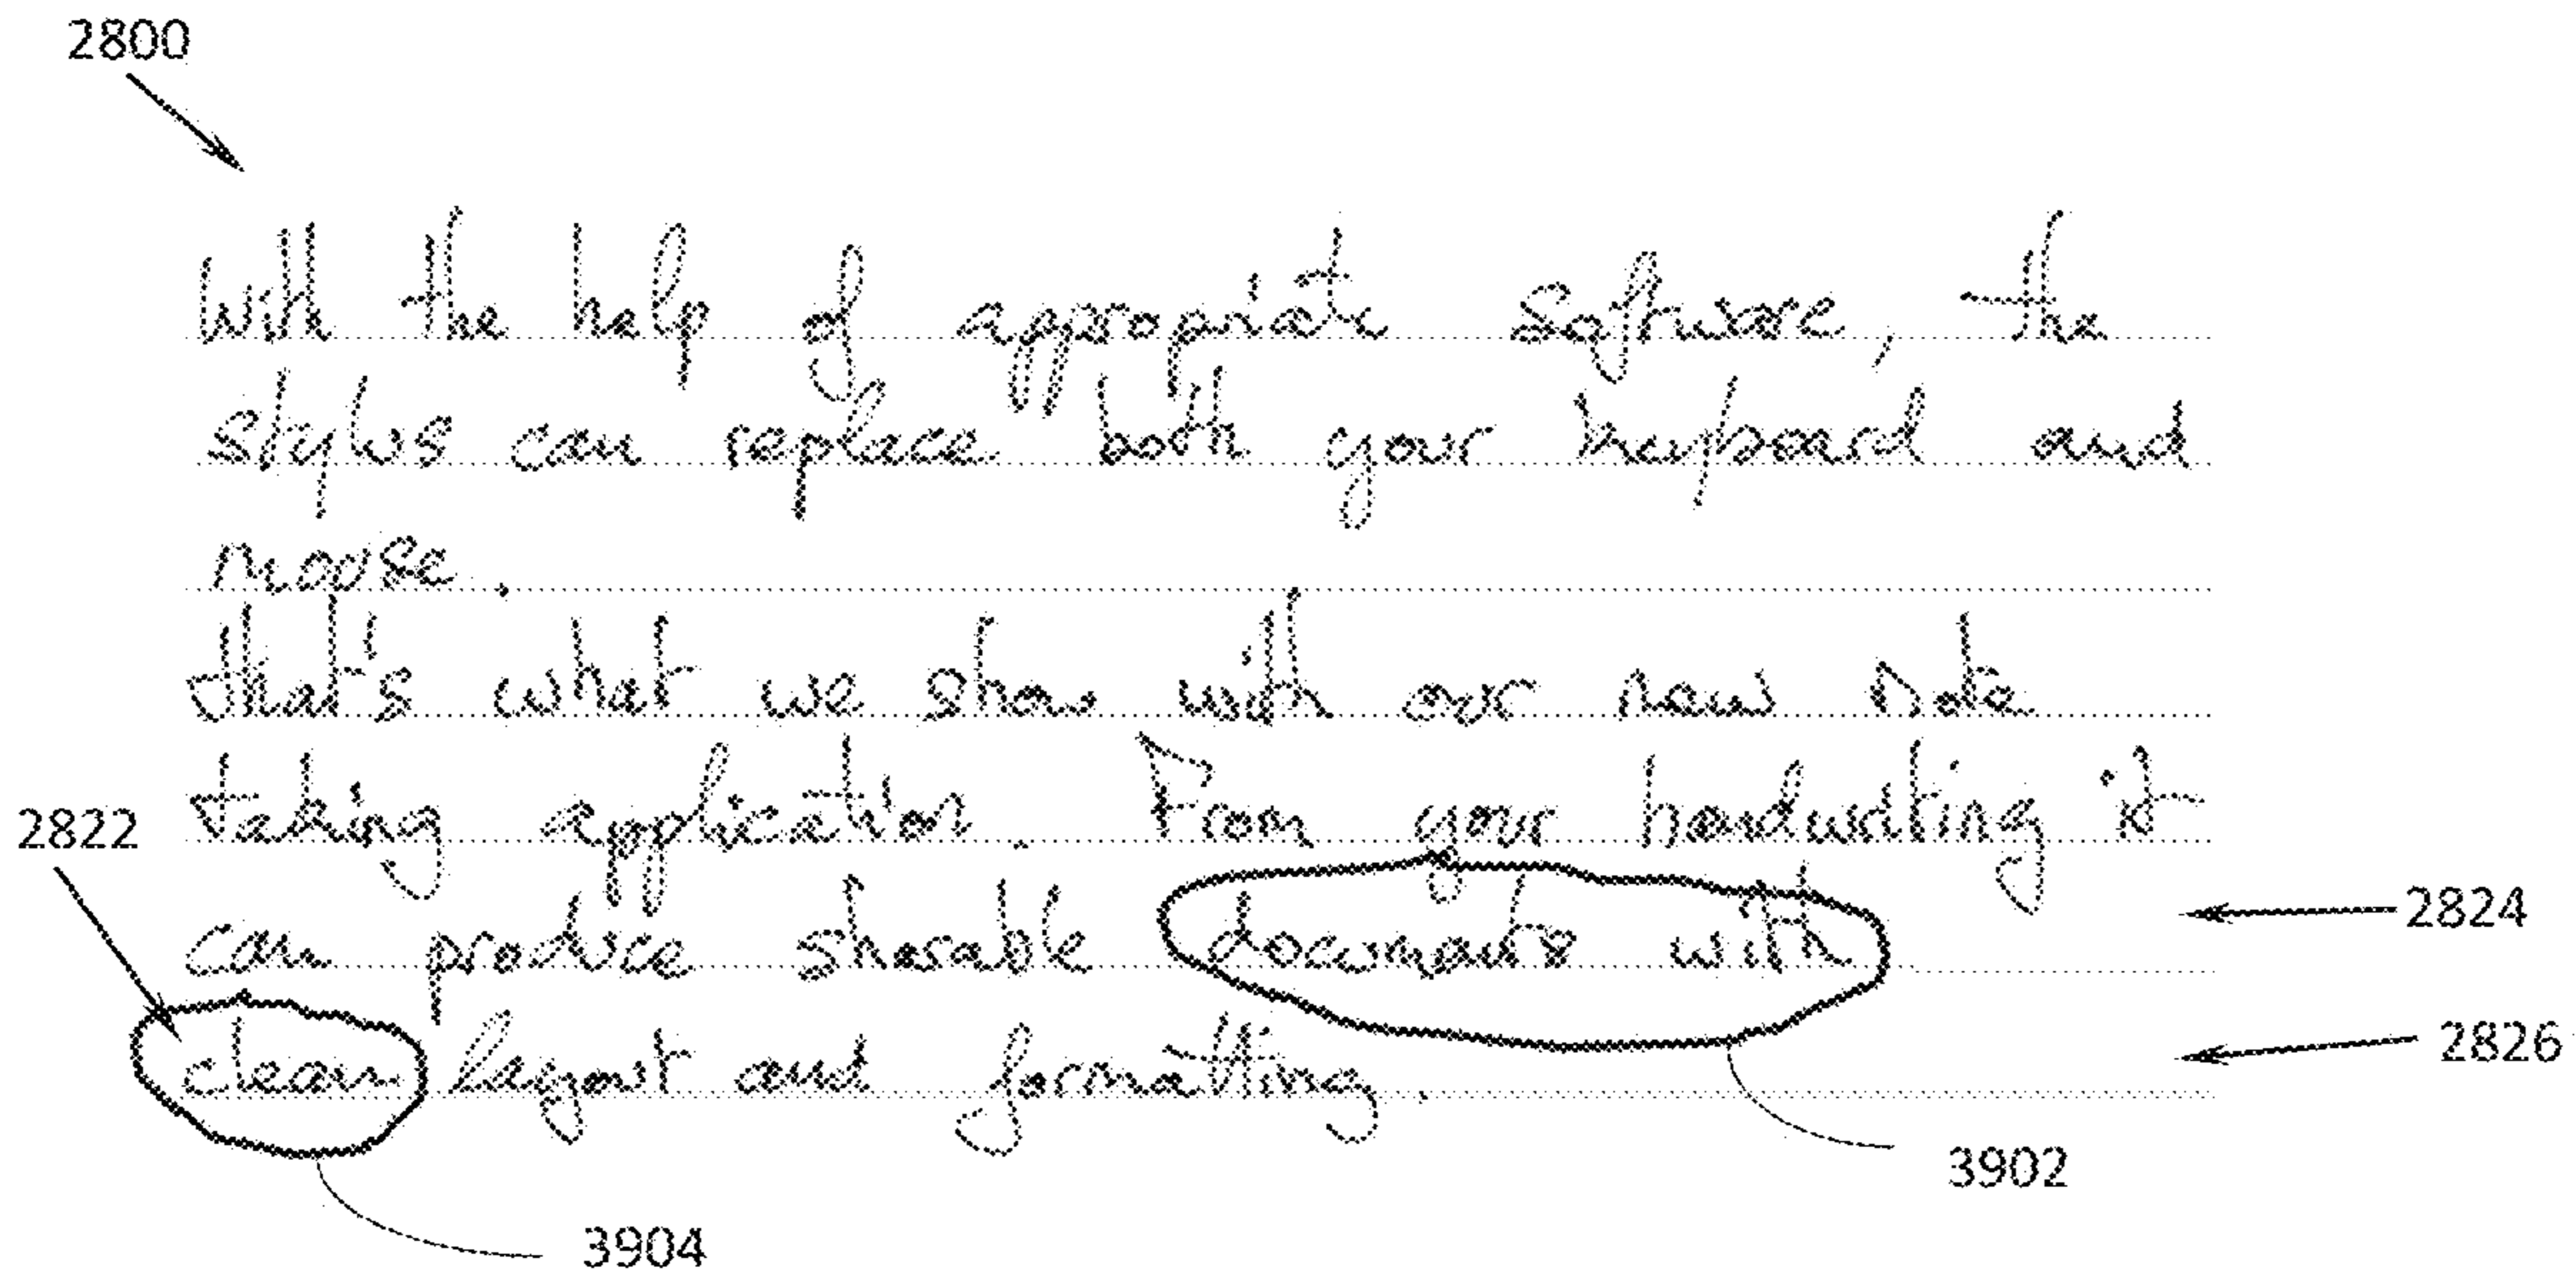 2800
With the help of appropriate software, the
stylus can replace both your keyboard and
mouse.
that's what we show with our new note
taking application. From your handwriting it
2822
can produce sharable documents with
2824
clean layout and formatting.
2826
3902
3904